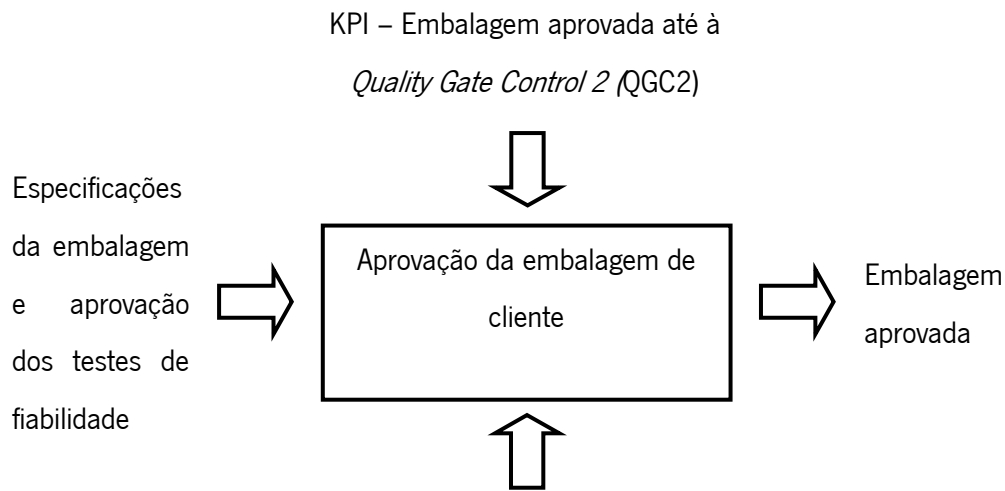 KPI – Embalagem aprovada até à
Quality Gate Control 2 (QGC2)
Especificações
da embalagem
e aprovação
dos testes de
fiabilidade
Aprovação da embalagem de
cliente
Embalagem
aprovada